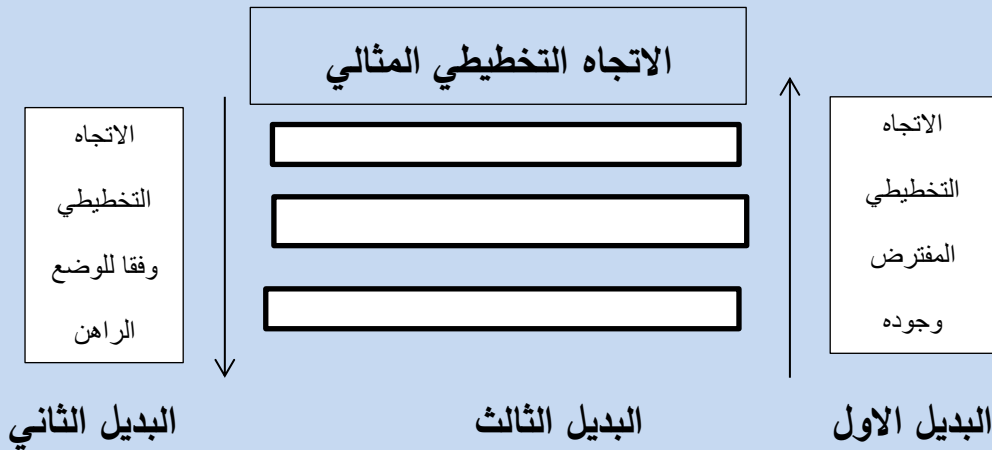 الاتجاه التخطيطي المثالي
الاتجاه
التخطيطي
المفترض
وجوده
الاتجاه
التخطيطي
وفقا للوضع
الراهن
البديل الاول
البديل الثالث
البديل الثاني